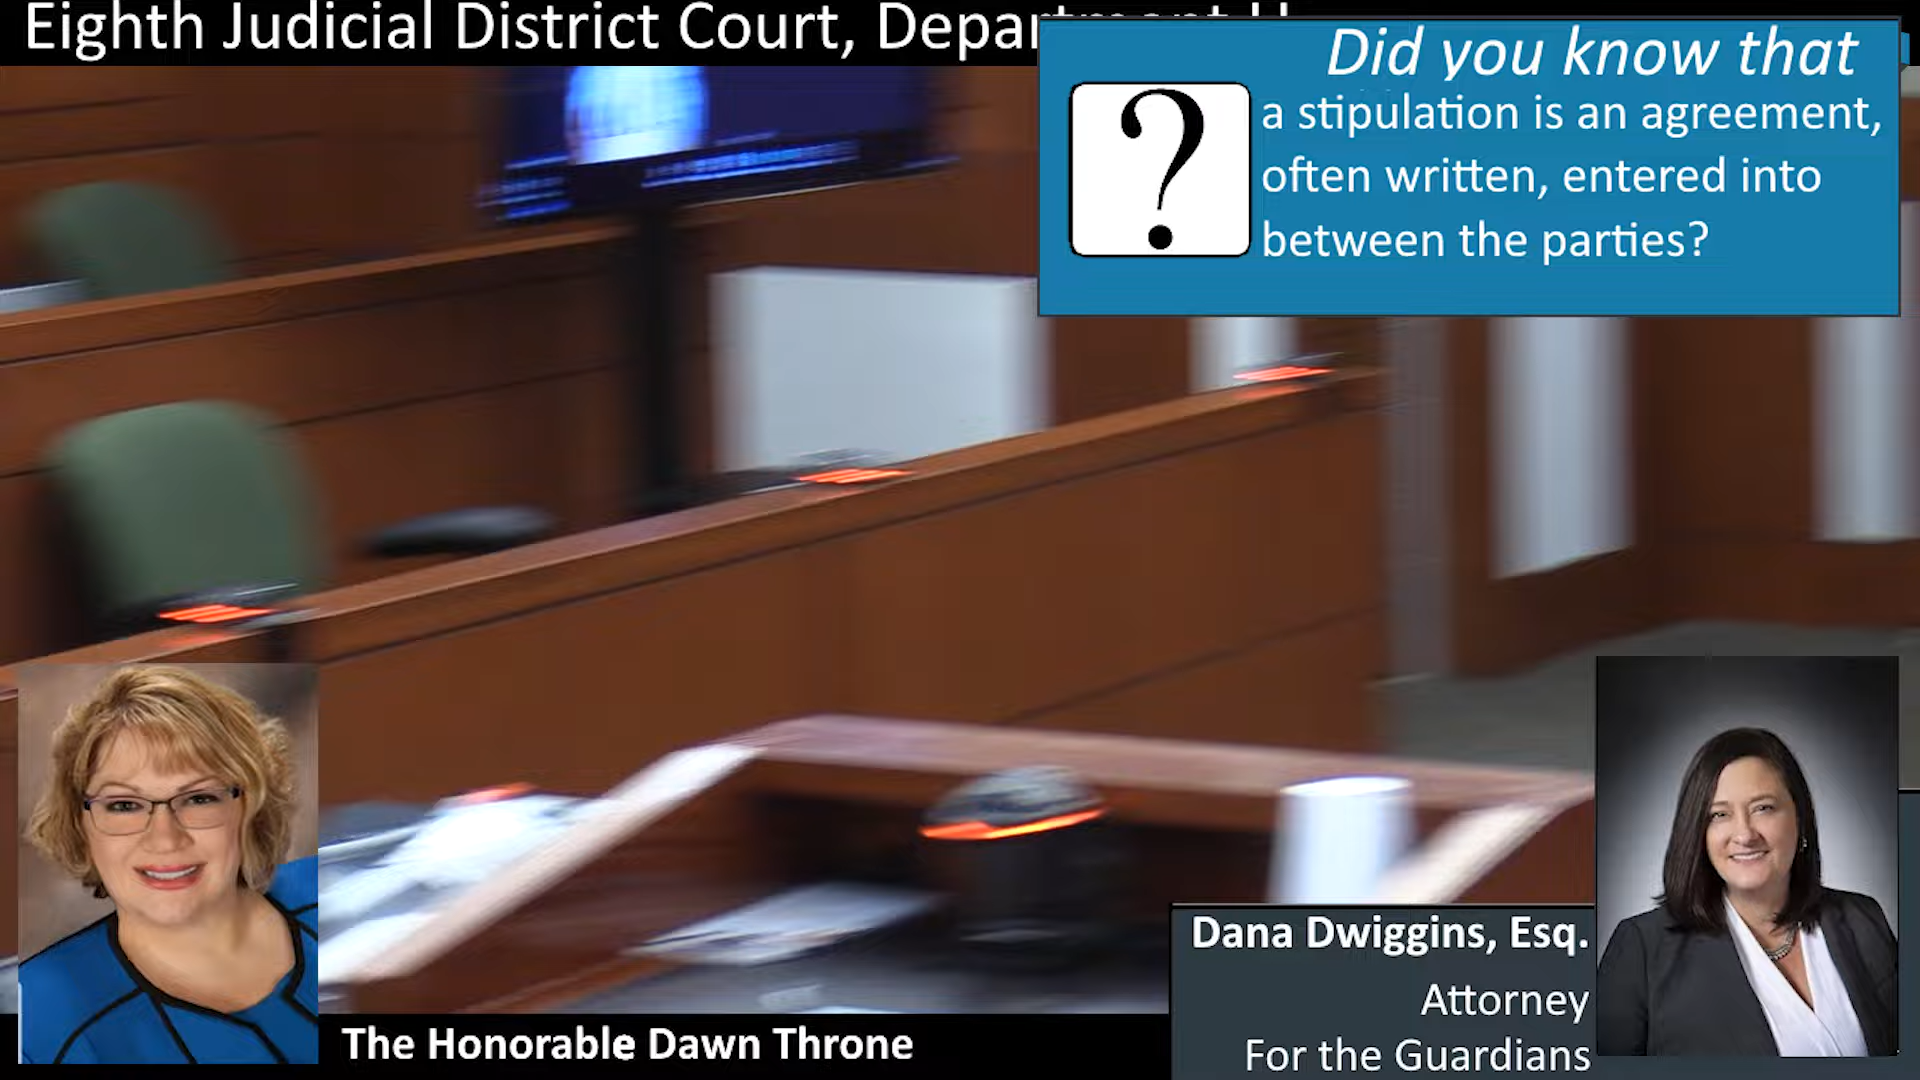 Eighth Judicial District Court,
Did you know that
a stipulation is an agreement,
often written, entered into
between the parties?
?
Dana Dwiggins, Esq.
Attorney
For the Guardians
The Honorable Dawn Throne